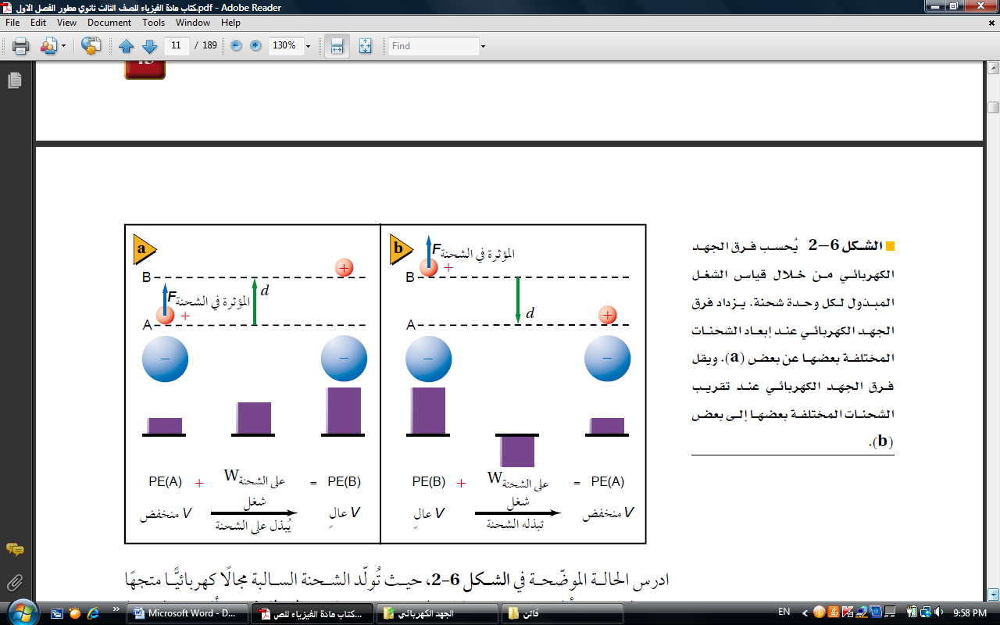 كتاب مادة الفيزياء للصف الثالث ثانوي مطور الفصل الاول.pdf - Adobe Reader
File Edit View Document Tools Window Help
11 / 189 130% Find
a
B
F المؤثرة في الشحنة
d
+
+
A
−
−
PE(A) + W على الشحنة = PE(B)
V منخفض
شغل
يُبذل على الشحنة
V عالٍ
b
F المؤثرة في الشحنة
+
B
d
A
+
−
−
PE(B) + W على الشحنة = PE(A)
V عالٍ
شغل
تبذله الشحنة
V منخفض
الشكل 6–2 يُحسب فرق الجهد
الكهربائي من خلال قياس الشغل
المبذول لكل وحدة شحنة. يزداد فرق
الجهد الكهربائي عند إبعاد الشحنات
المختلفة بعضها عن بعض (a). ويقل
فرق الجهد الكهربائي عند تقريب
الشحنات المختلفة بعضها إلى بعض
(b).
ادرس الحالة الموضّحة في الشكل 6-2، حيث تُولّد الشحنة السالبة مجالًا كهربائيًّا متجهًا
Microsoft Word - D...
كتاب مادة الفيزياء للص...
الجهد الكهربائي
فاتن
EN
9:58 PM